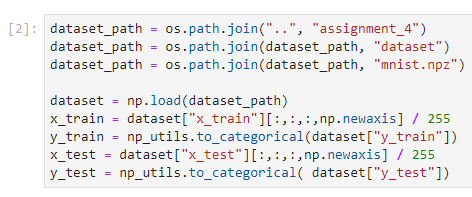 [2]: dataset_path = os.path.join("..", "assignment_4")
dataset_path = os.path.join(dataset_path, "dataset")
dataset_path = os.path.join(dataset_path, "mnist.npz")

dataset = np.load(dataset_path)
x_train = dataset["x_train"][:,:,:,np.newaxis] / 255
y_train = np_utils.to_categorical(dataset["y_train"])
x_test = dataset["x_test"][:,:,:,np.newaxis] / 255
y_test = np_utils.to_categorical( dataset["y_test"])